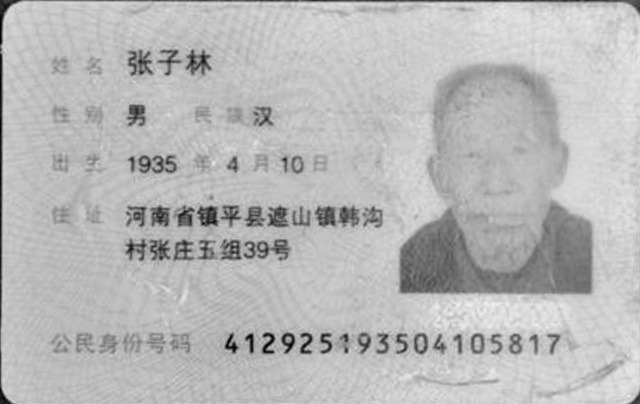 姓名 张子林
性别 男 民族 汉
出生 1935 年 4 月 10 日
住址 河南省镇平县遮山镇韩沟
村张庄五组39号
公民身份号码 412925193504105817